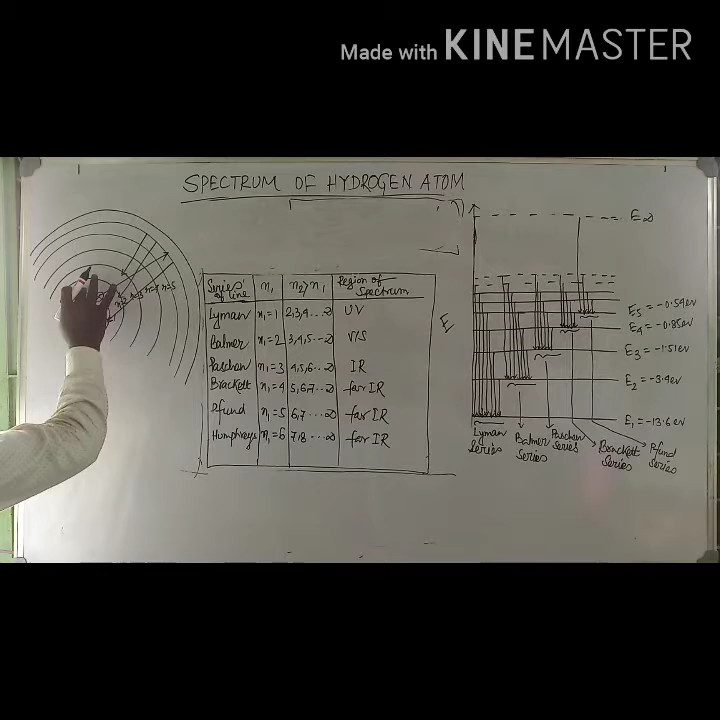 Made with KINEMASTER
SPECTRUM OF HYDROGEN ATOM
n=3 n=4 n=5
Series of line n₁ n₂>n₁ Region of Spectrum
Lyman n₁=1 2,3,4...∞ UV
Balmer n₁=2 3,4,5--∞ V/S
Paschen n₁=3 4,5,6--∞ IR
Brackett n₁=4 5,6,7--∞ far IR
Pfund n₁=5 6,7---∞ far IR
Humphreys n₁=6 7,8---∞ far IR
E
E∞
E₅ = -0.54ev
E₄ = -0.85ev
E₃ = -1.51ev
E₂ = -3.4ev
E₁ = -13.6ev
Lyman Series
Balmer Series
Paschen Series
Brackett Series
Pfund Series